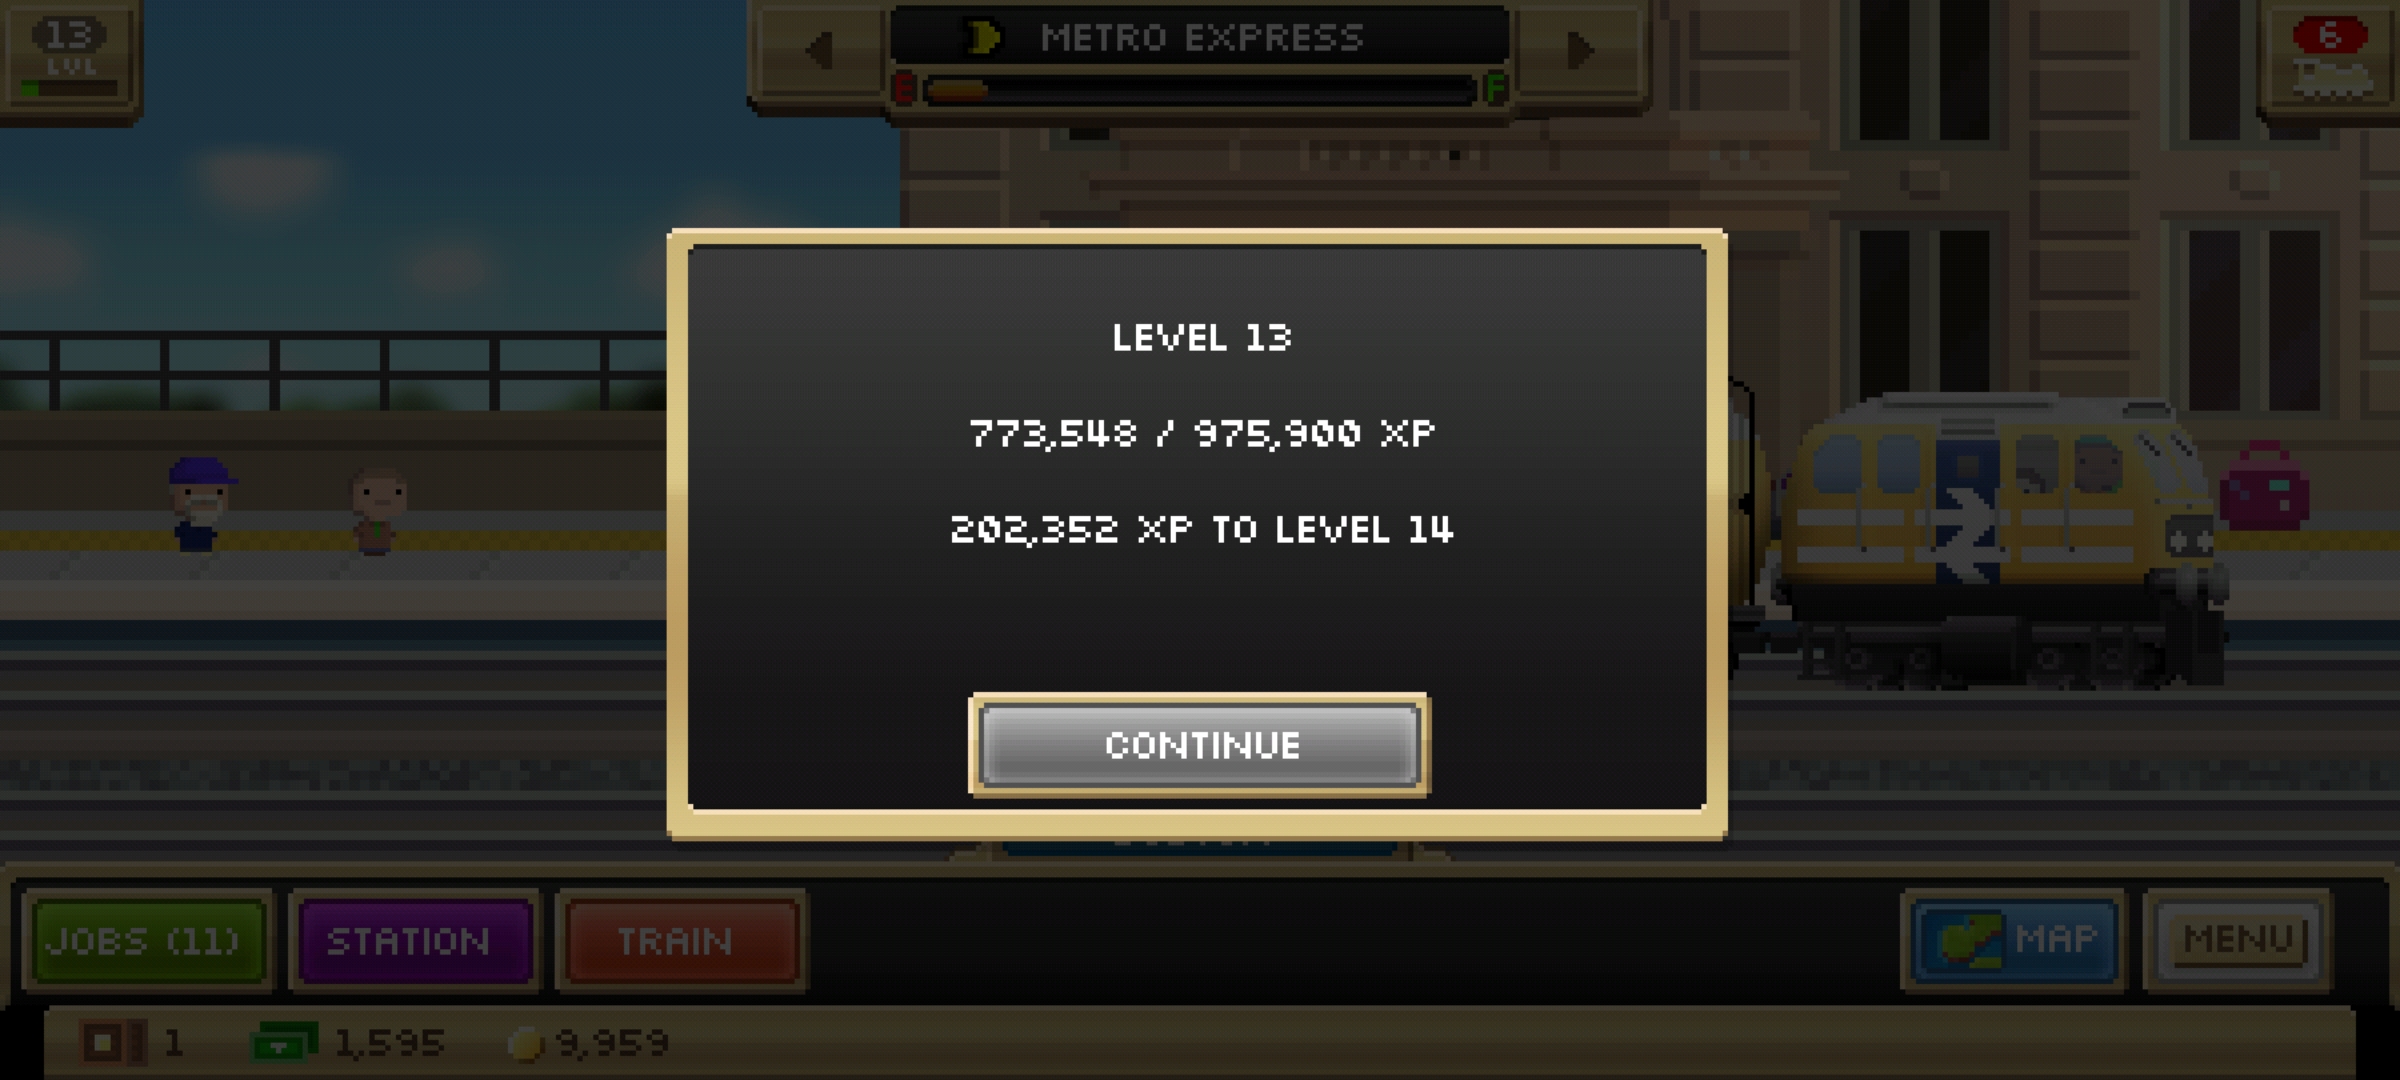 13
LVL
METRO EXPRESS
E
F
6
LEVEL 13
773,548 / 975,900 XP
202,352 XP TO LEVEL 14
CONTINUE
JOBS (11)
STATION
TRAIN
MAP
MENU
1
1,595
9,959